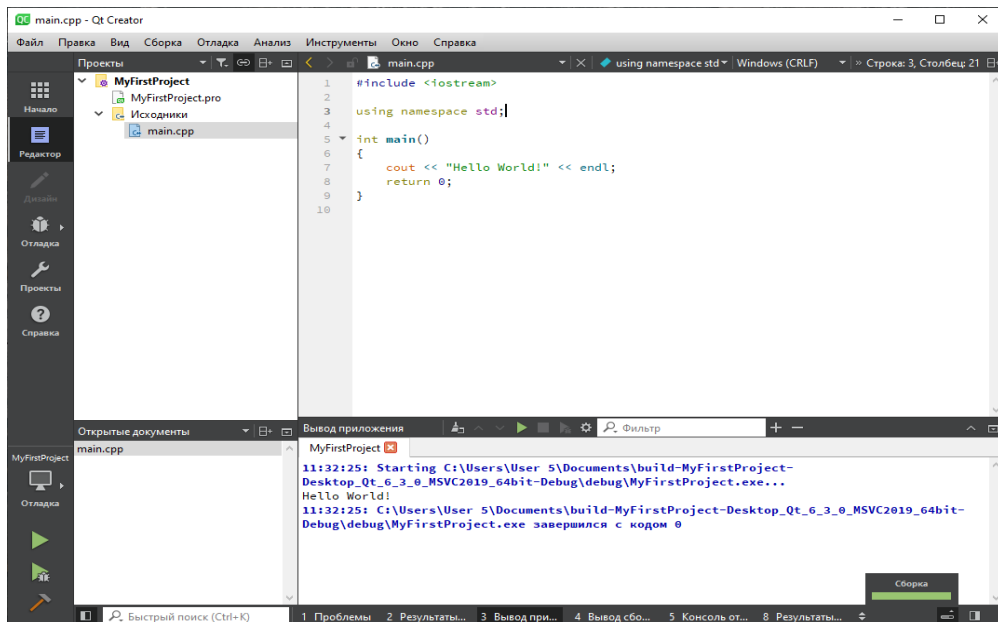 main.cpp - Qt Creator
Файл Правка Вид Сборка Отладка Анализ Инструменты Окно Справка
Проекты
main.cpp
using namespace std
Windows (CRLF)
» Строка: 3, Столбец: 21
Начало
Редактор
Дизайн
Отладка
Проекты
Справка
MyFirstProject
MyFirstProject.pro
Исходники
main.cpp
1 #include <iostream>
2
3 using namespace std;
4
5 int main()
6 {
7 cout << "Hello World!" << endl;
8 return 0;
9 }
10
Открытые документы
main.cpp
MyFirstProject
Отладка
Вывод приложения
Фильтр
MyFirstProject
11:32:25: Starting C:\Users\User 5\Documents\build-MyFirstProject-
Desktop_Qt_6_3_0_MSVC2019_64bit-Debug\debug\MyFirstProject.exe...
Hello World!
11:32:25: C:\Users\User 5\Documents\build-MyFirstProject-Desktop_Qt_6_3_0_MSVC2019_64bit-
Debug\debug\MyFirstProject.exe завершился с кодом 0
Сборка
Быстрый поиск (Ctrl+K)
1 Проблемы 2 Результаты... 3 Вывод при... 4 Вывод сбо... 5 Консоль от... 8 Результаты...